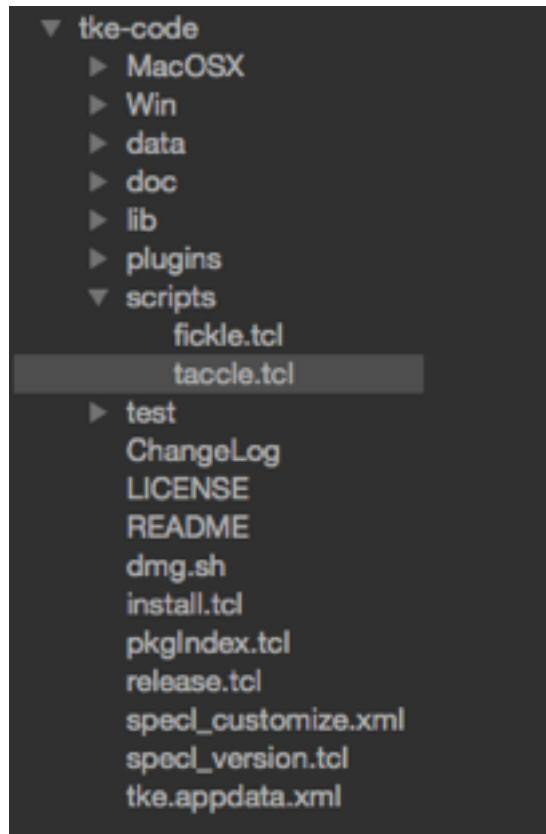 tke-code
MacOSX
Win
data
doc
lib
plugins
scripts
fickle.tcl
taccle.tcl
test
ChangeLog
LICENSE
README
dmg.sh
install.tcl
pkgIndex.tcl
release.tcl
specl_customize.xml
specl_version.tcl
tke.appdata.xml